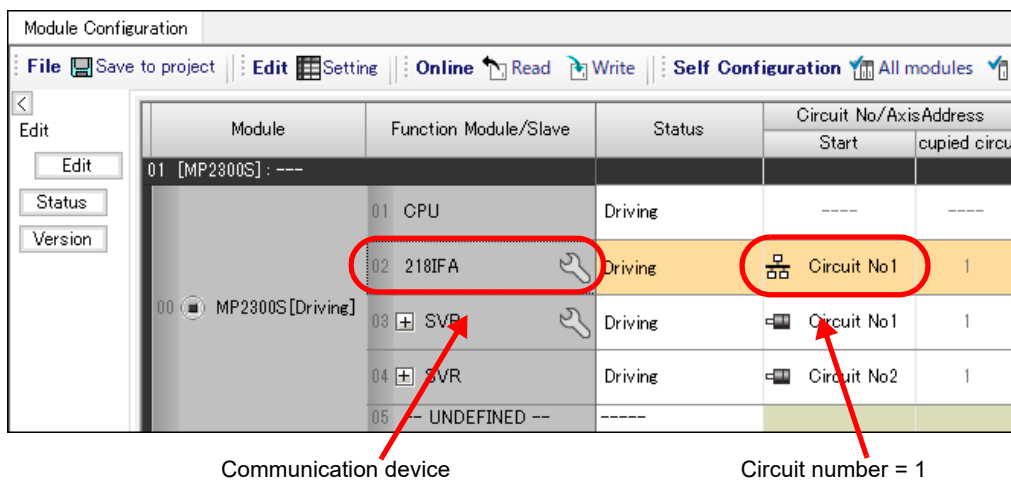 Module Configuration
File Save to project Edit Setting Online Read Write Self Configuration All modules
<
Edit
Edit
Status
Version
Module Function Module/Slave Status Circuit No/AxisAddress
Start cupied circu
01 [MP2300S] : ---
00 MP2300S[Driving]
01 CPU Driving ---- ----
02 218IFA Driving Circuit No1 1
03 + SVR Driving Circuit No1 1
04 + SVR Driving Circuit No2 1
05 -- UNDEFINED -- -----
Communication device Circuit number = 1